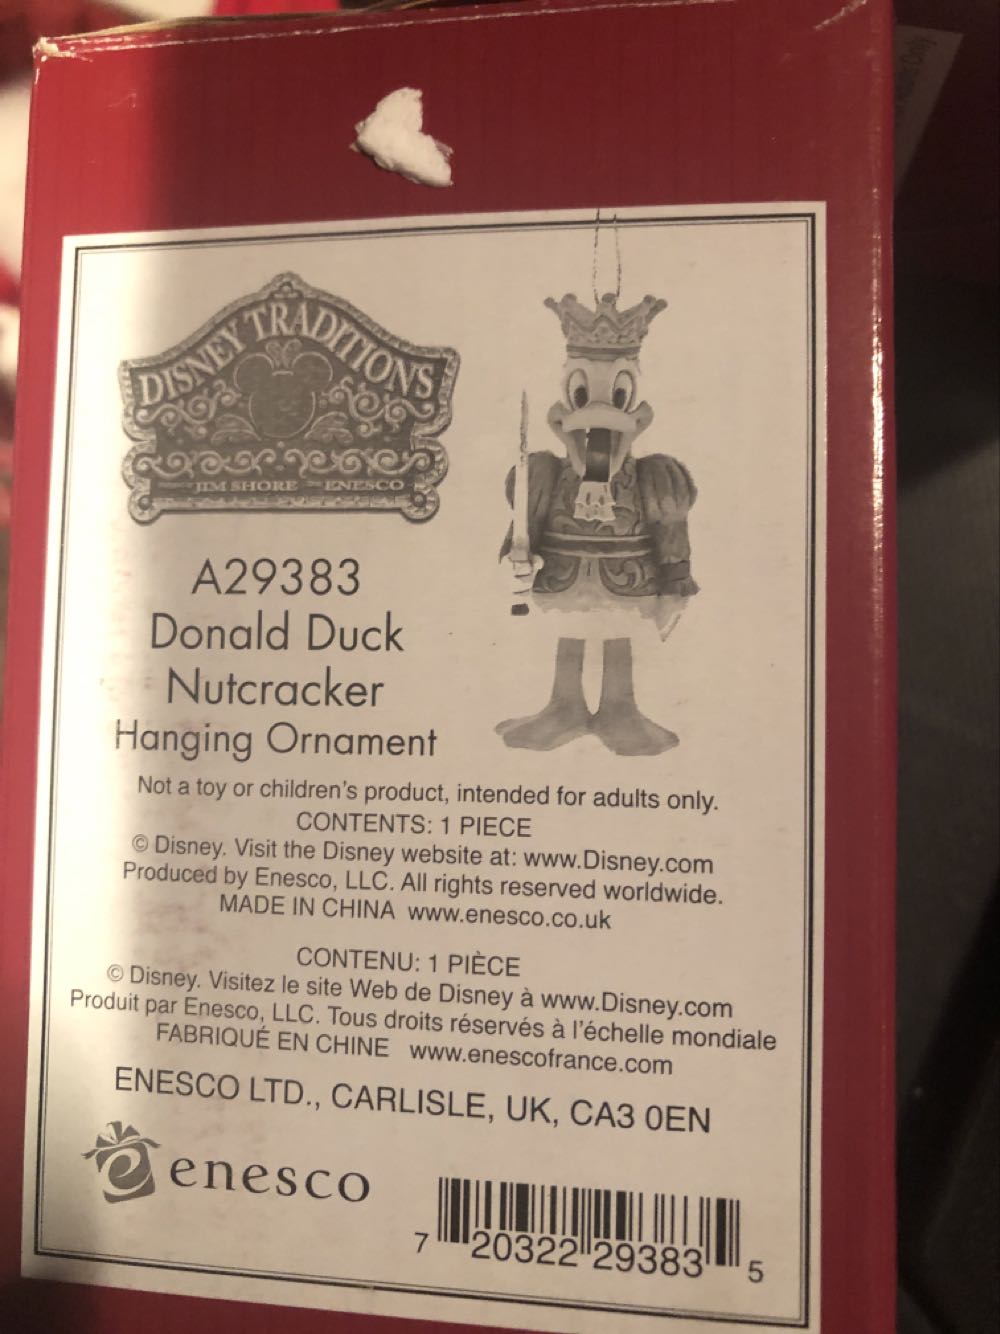 DISNEY TRADITIONS
JIM SHORE ENESCO
A29383
Donald Duck
Nutcracker
Hanging Ornament
Not a toy or children's product, intended for adults only.
CONTENTS: 1 PIECE
© Disney. Visit the Disney website at: www.Disney.com
Produced by Enesco, LLC. All rights reserved worldwide.
MADE IN CHINA www.enesco.co.uk
CONTENU: 1 PIÈCE
© Disney. Visitez le site Web de Disney à www.Disney.com
Produit par Enesco, LLC. Tous droits réservés à l'échelle mondiale
FABRIQUÉ EN CHINE www.enescofrance.com
ENESCO LTD., CARLISLE, UK, CA3 0EN
enesco
7 20322 29383 5